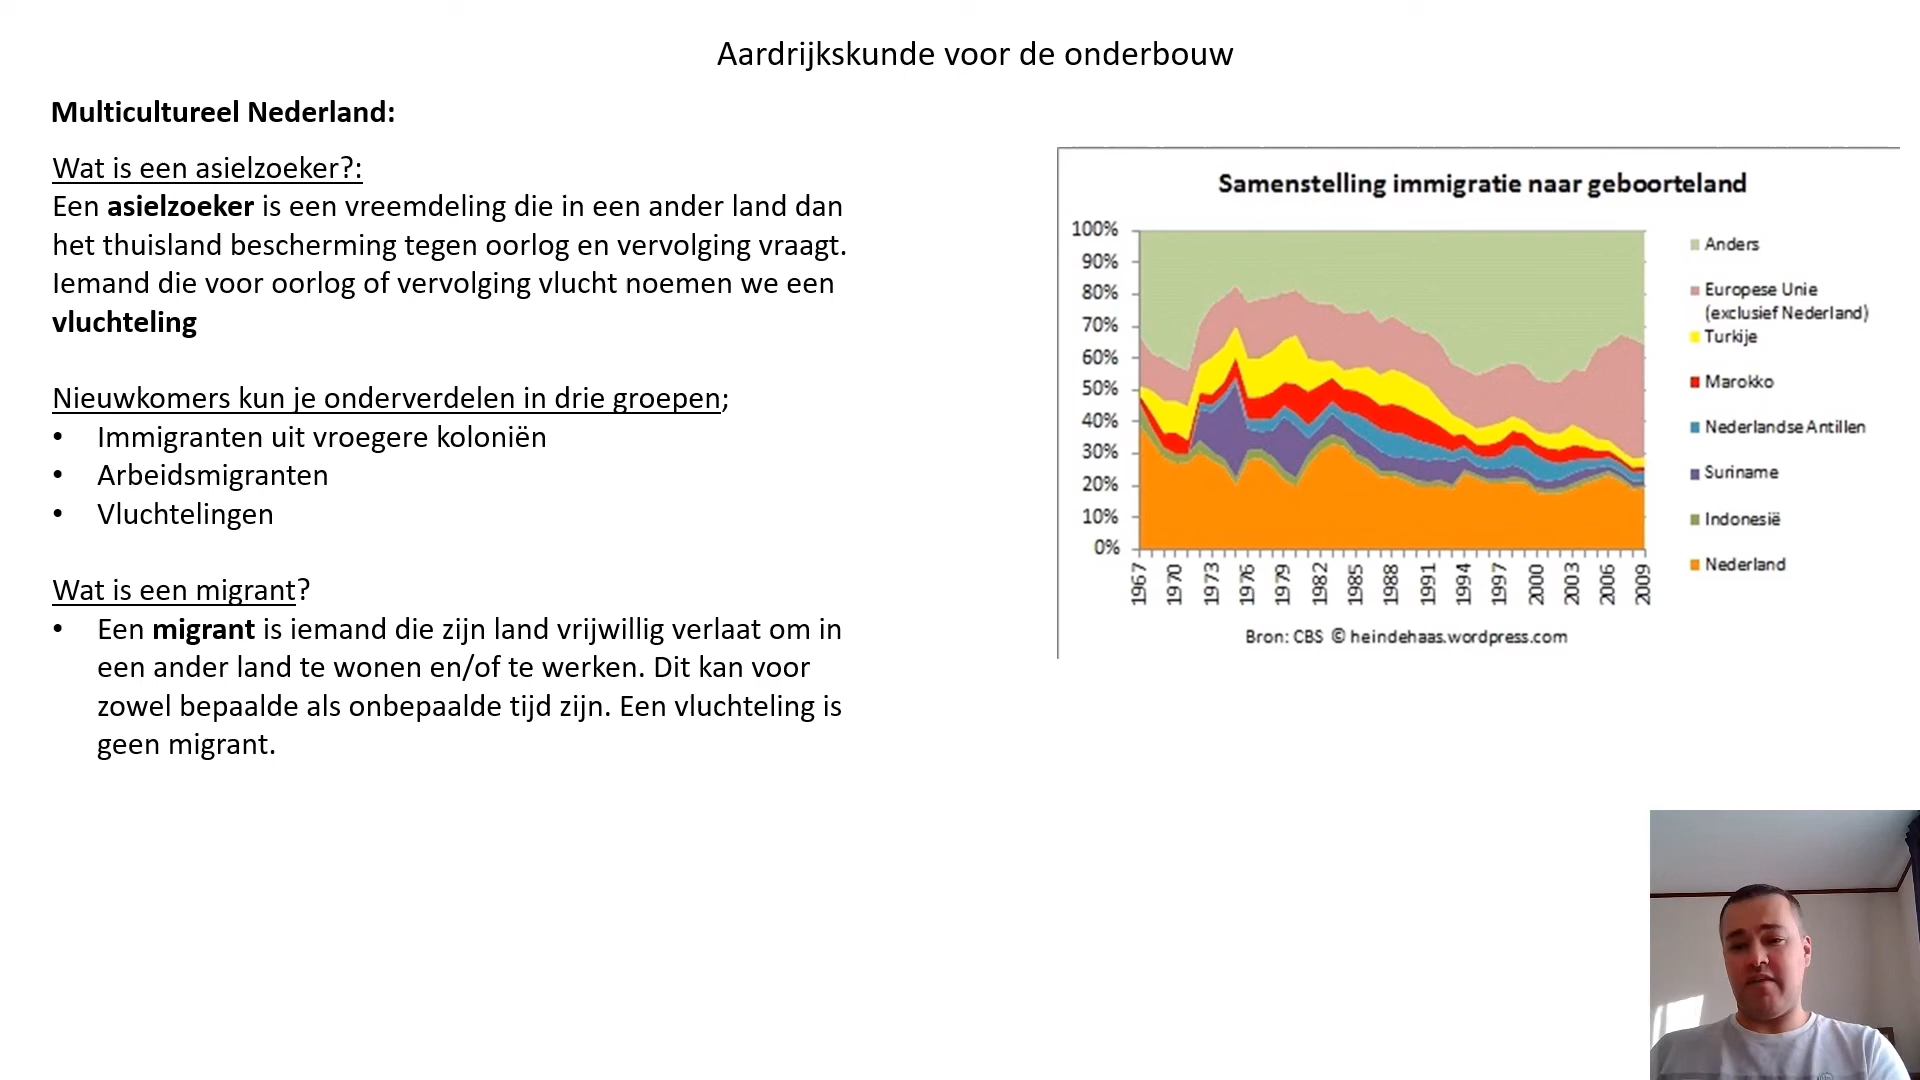 Aardrijkskunde voor de onderbouw
Multicultureel Nederland:
Wat is een asielzoeker?:
Een asielzoeker is een vreemdeling die in een ander land dan
het thuisland bescherming tegen oorlog en vervolging vraagt.
Iemand die voor oorlog of vervolging vlucht noemen we een
vluchteling
Nieuwkomers kun je onderverdelen in drie groepen;
• Immigranten uit vroegere koloniën
• Arbeidsmigranten
• Vluchtelingen
Wat is een migrant?
• Een migrant is iemand die zijn land vrijwillig verlaat om in
een ander land te wonen en/of te werken. Dit kan voor
zowel bepaalde als onbepaalde tijd zijn. Een vluchteling is
geen migrant.
Samenstelling immigratie naar geboorteland
100%
90%
80%
70%
60%
50%
40%
30%
20%
10%
0%
1967 1970 1973 1976 1979 1982 1985 1988 1991 1994 1997 2000 2003 2006 2009
Anders
Europese Unie
(exclusief Nederland)
Turkije
Marokko
Nederlandse Antillen
Suriname
Indonesië
Nederland
Bron: CBS © heindehaas.wordpress.com